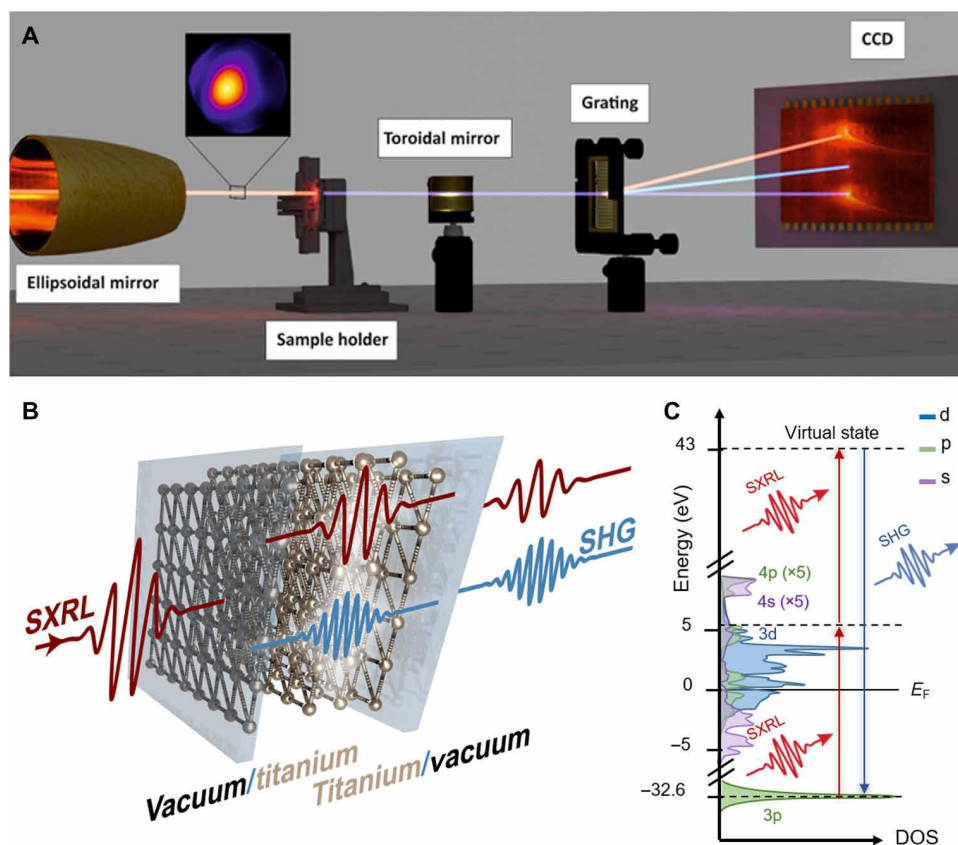 A
CCD
Grating
Toroidal mirror
Ellipsoidal mirror
Sample holder
B
SXRL
SHG
Vacuum/titanium
Titanium/vacuum
C
d
p
s
43
Virtual state
SXRL
SHG
Energy (eV)
4p (×5)
4s (×5)
5
3d
0
E_F
SXRL
−5
−32.6
3p
DOS